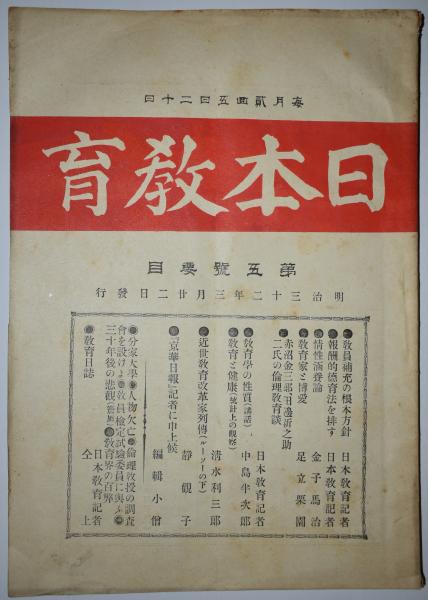 毎月貳回五日二十日
日本教育
第五號要目
明治三十二年三月廿二日發行
●教員補充の根本方針 日本教育記者
●報酬的德育法を排す 日本教育記者
●情性涵養論 金子馬治
●教育家と博愛 足立栗園
●赤沼金三郎、日邊沂之助
二氏の倫理教育談 日本教育記者
●教育學の性質(講話) 中島半次郎
●教育と健康(統計上の觀察) 清水利三郎
●近世教育改革家列傳(ルーソーの下) 靜觀子
●『京華日報』記者に申上候 編輯小僧
●分家大學●人物欠亡●倫理教授の調査
會を設けよ●教員檢定試驗委員に與ふ●
三十年後の悲觀●教育界の百弊 日本教育記者
●教育日誌 仝上